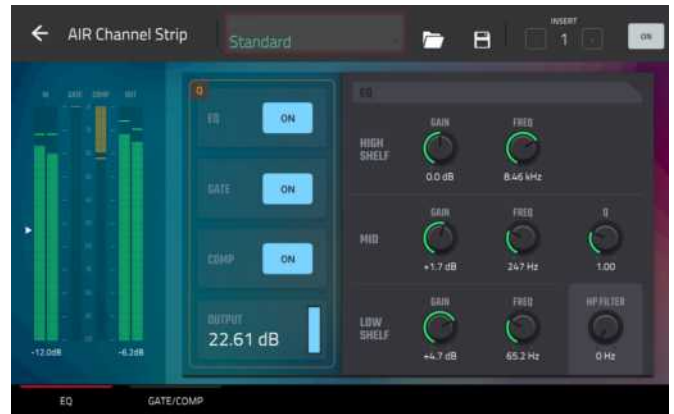 AIR Channel Strip
Standard
INSERT
1
ON
IN GATE COMP OUT
Q
EQ ON
GATE ON
COMP ON
OUTPUT
22.61 dB
-12.0dB
-6.2dB
EQ
GAIN FREQ
HIGH SHELF
0.0 dB 8.46 kHz
GAIN FREQ Q
MID
+1.7 dB 247 Hz 1.00
GAIN FREQ HP FILTER
LOW SHELF
+4.7 dB 65.2 Hz 0 Hz
EQ GATE/COMP